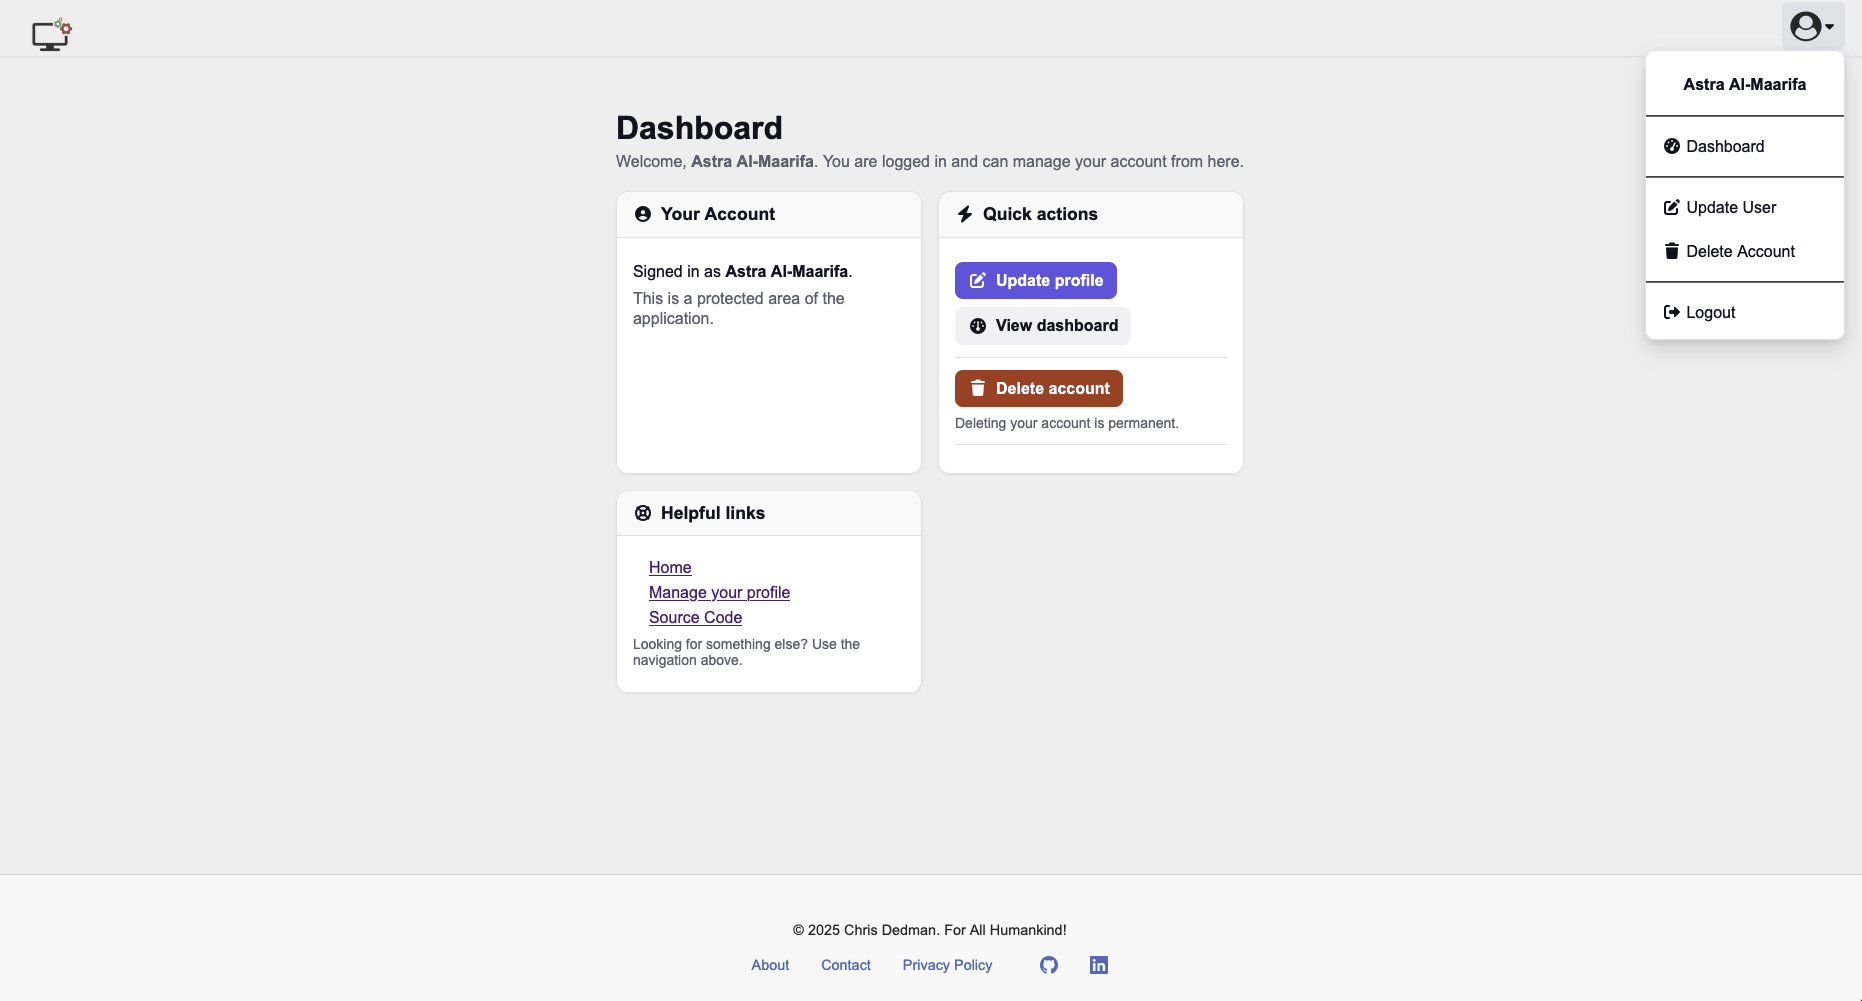 Astra Al-Maarifa
Dashboard
Update User
Delete Account
Logout
Dashboard
Welcome, Astra Al-Maarifa. You are logged in and can manage your account from here.
Your Account
Signed in as Astra Al-Maarifa.
This is a protected area of the
application.
Quick actions
Update profile
View dashboard
Delete account
Deleting your account is permanent.
Helpful links
Home
Manage your profile
Source Code
Looking for something else? Use the
navigation above.
© 2025 Chris Dedman. For All Humankind!
About Contact Privacy Policy